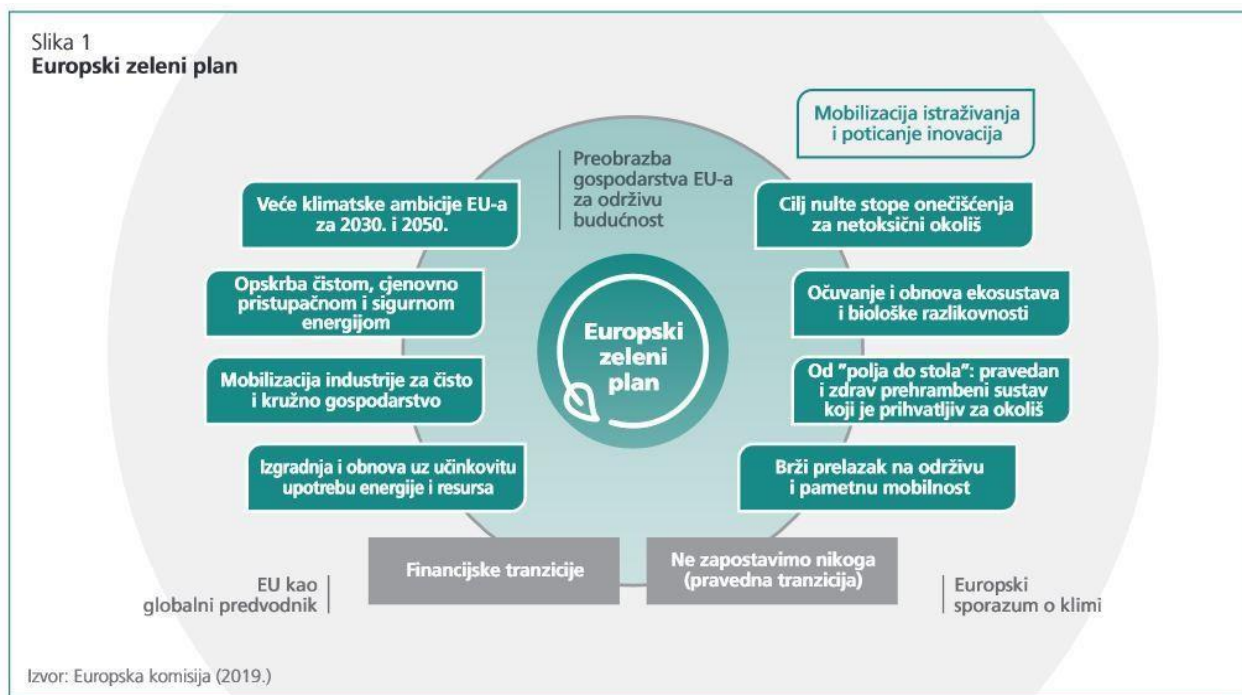 Slika 1
Europski zeleni plan
Mobilizacija istraživanja
i poticanje inovacija
Preobrazba
gospodarstva EU-a
za održivu
budućnost
Veće klimatske ambicije EU-a
za 2030. i 2050.
Cilj nulte stope onečišćenja
za netoksični okoliš
Opskrba čistom, cjenovno
pristupačnom i sigurnom
energijom
Očuvanje i obnova ekosustava
i biološke razlikovnosti
Europski
zeleni
plan
Mobilizacija industrije za čisto
i kružno gospodarstvo
Od "polja do stola": pravedan
i zdrav prehrambeni sustav
koji je prihvatljiv za okoliš
Izgradnja i obnova uz učinkovitu
upotrebu energije i resursa
Brži prelazak na održivu
i pametnu mobilnost
Financijske tranzicije
Ne zapostavimo nikoga
(pravedna tranzicija)
EU kao
globalni predvodnik
Europski
sporazum o klimi
Izvor: Europska komisija (2019.)